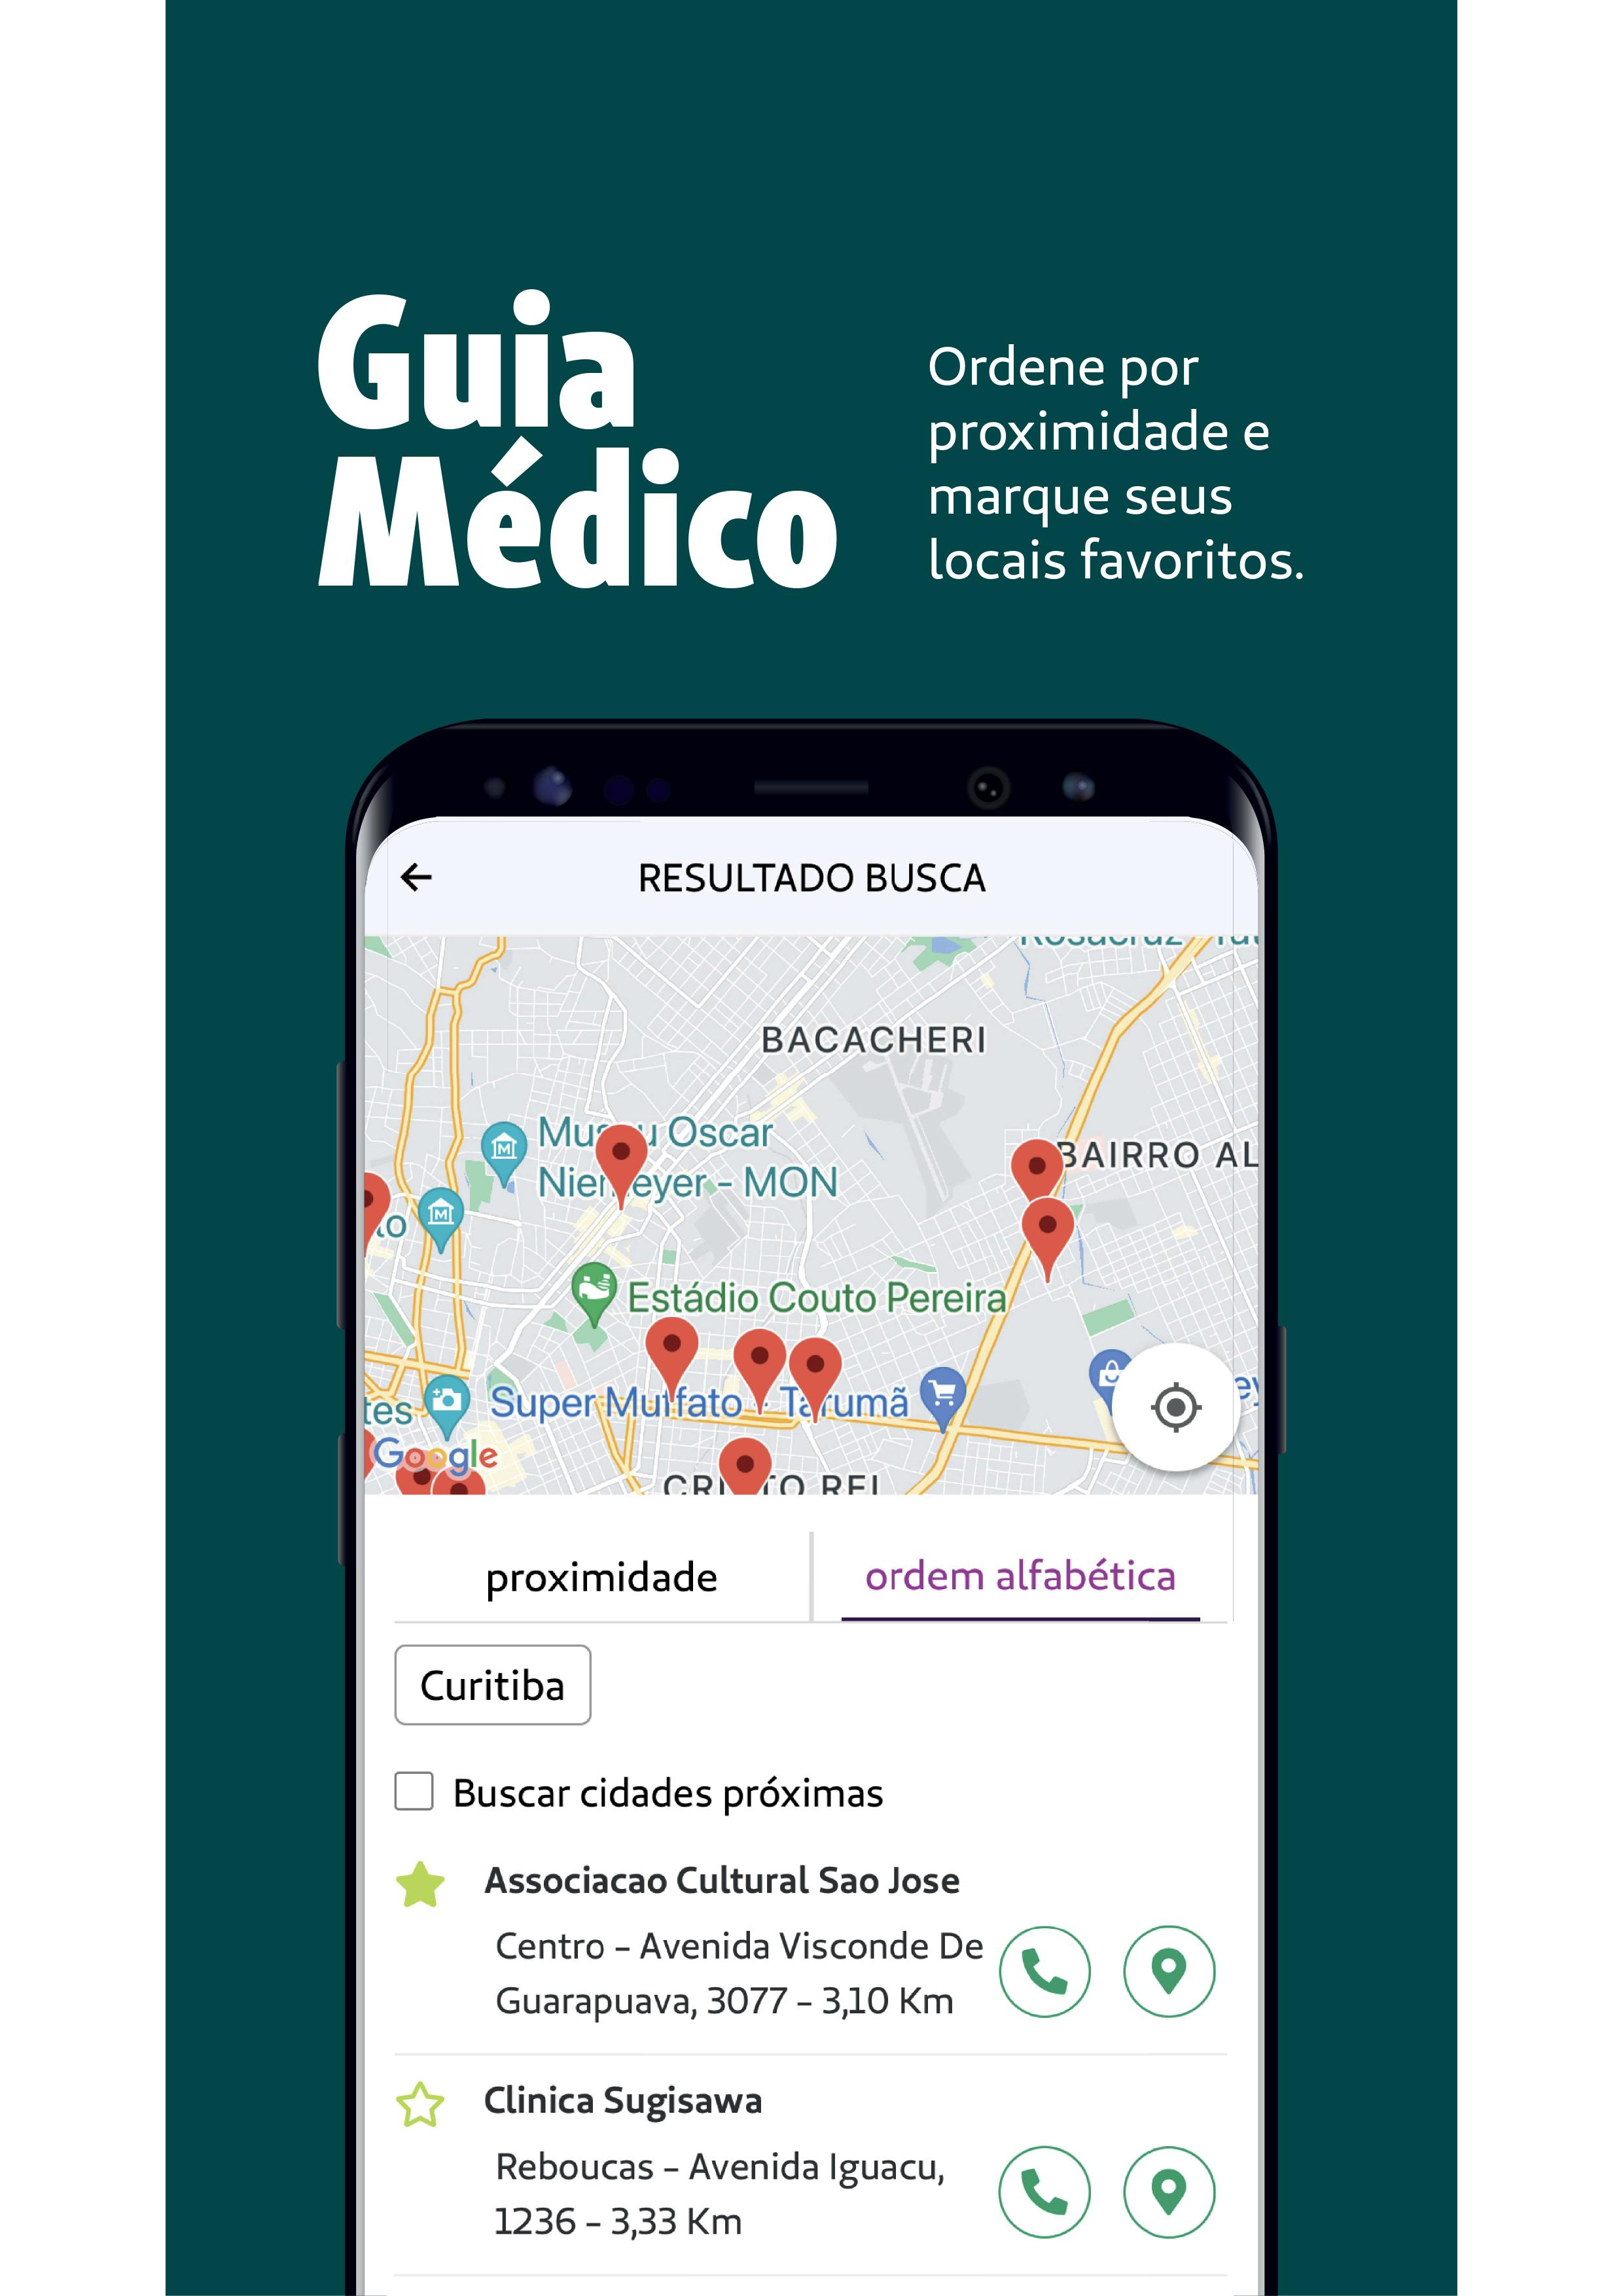 Guia
Médico
Ordene por
proximidade e
marque seus
locais favoritos.
RESULTADO BUSCA
BACACHERI
Oscar
MON
BAIRRO AL
Estádio Couto Pereira
Super Muffato - Tarumã
Google
proximidade
ordem alfabética
Curitiba
Buscar cidades próximas
Associacao Cultural Sao Jose
Centro – Avenida Visconde De
Guarapuava, 3077 – 3,10 Km
Clinica Sugisawa
Reboucas – Avenida Iguacu,
1236 – 3,33 Km